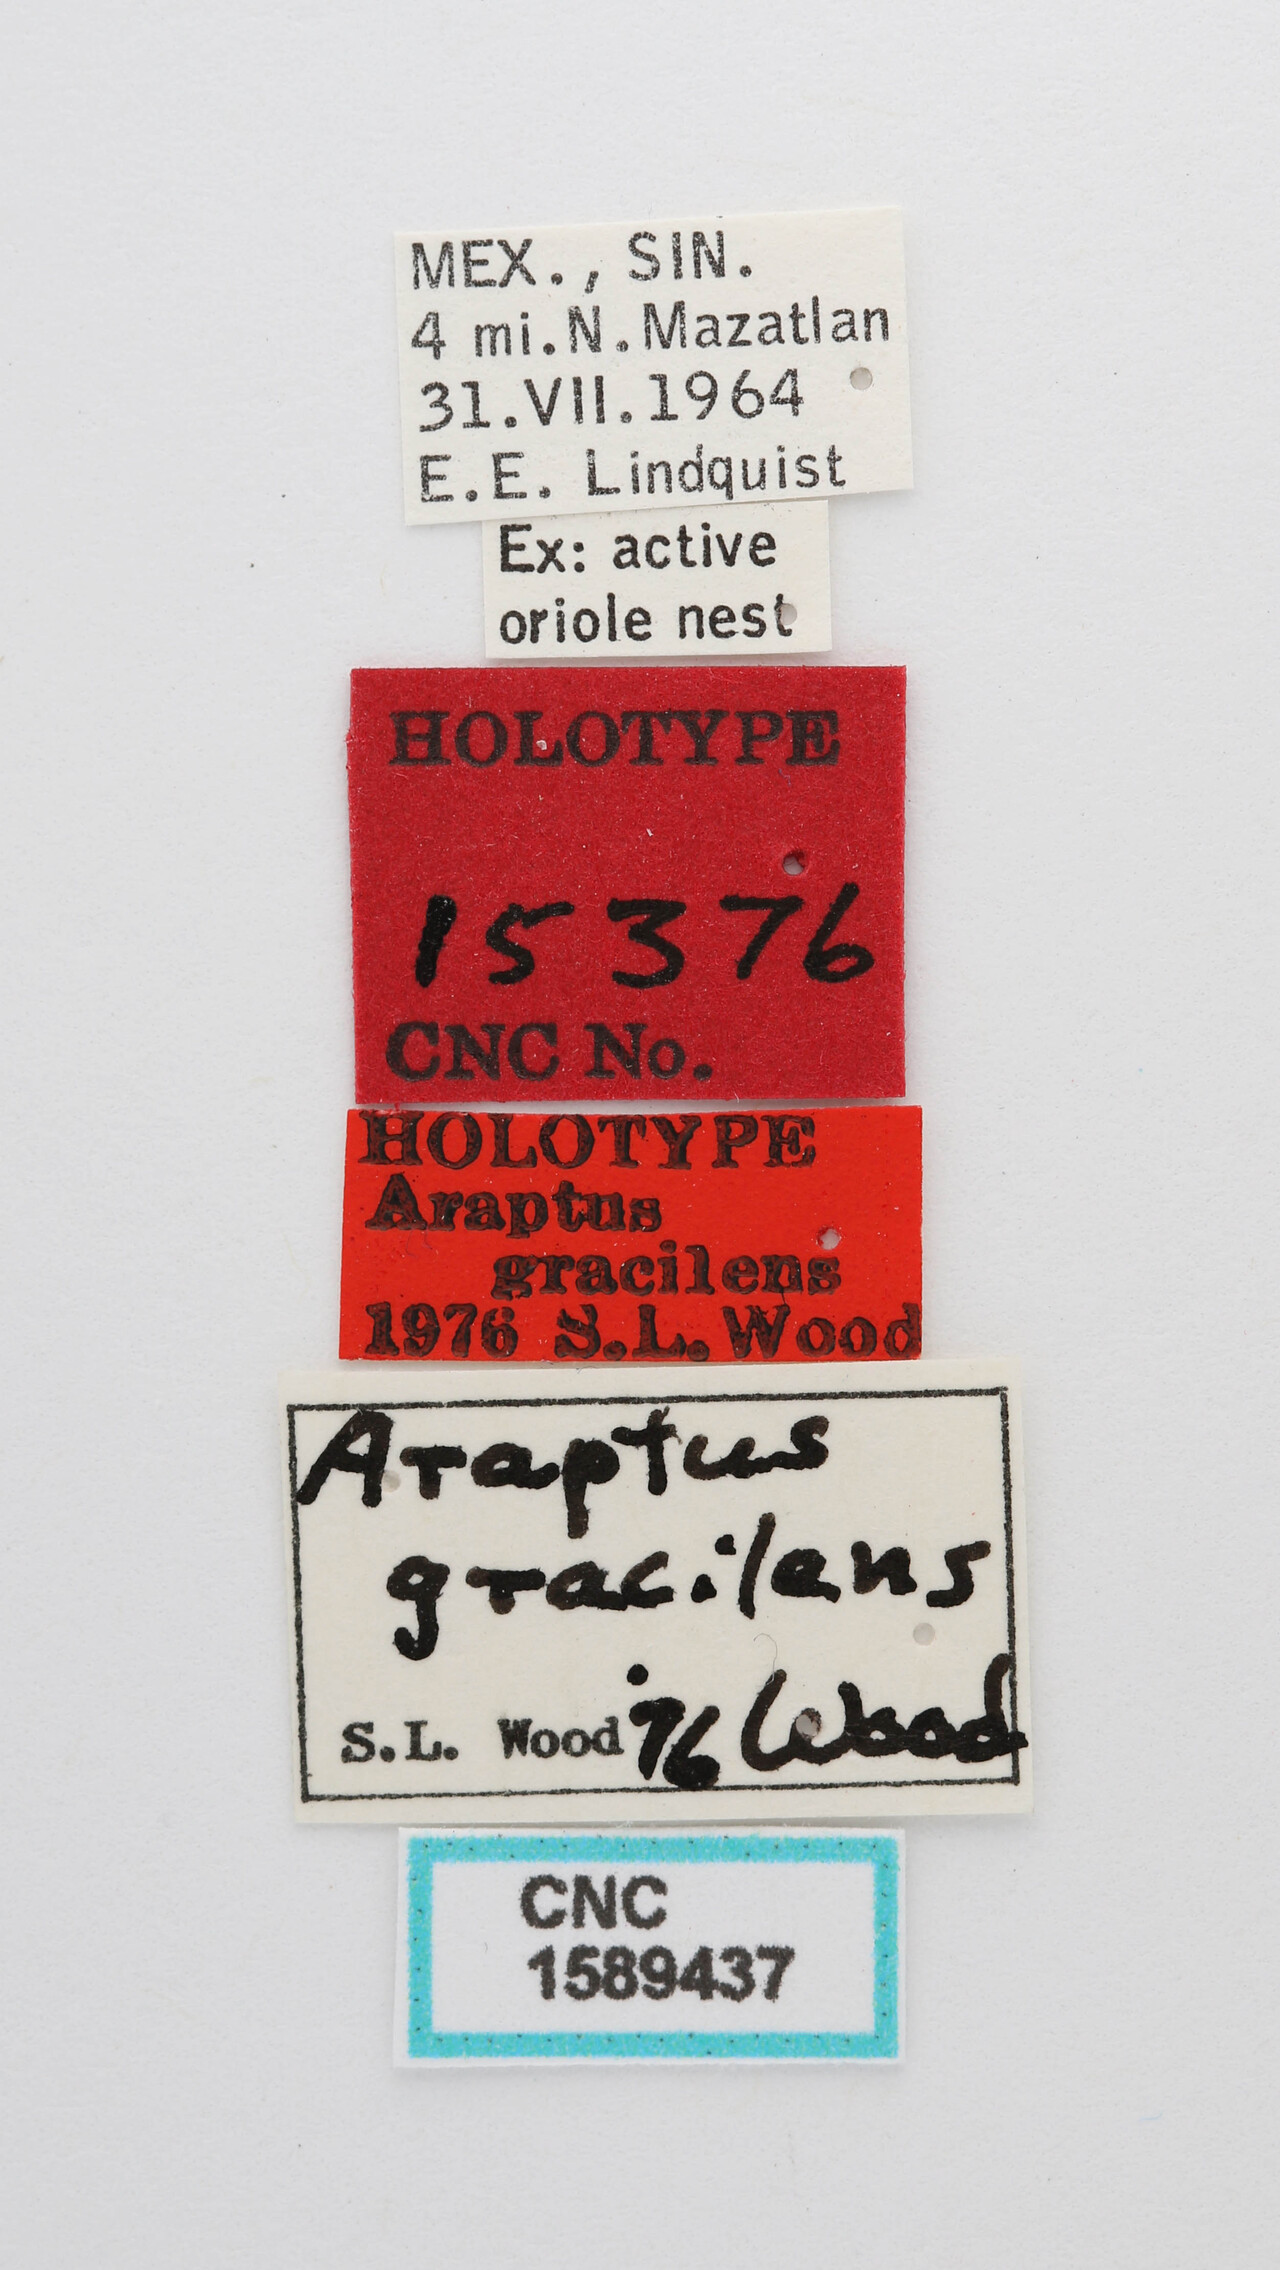 MEX., SIN.
4 mi.N.Mazatlan
31.VII.1964
E.E. Lindquist
Ex: active
oriole nest
HOLOTYPE
15376
CNC No.
HOLOTYPE
Araptus
gracilens
1976 S.L.Wood
Araptus
gracilens
S.L. Wood '76 Wood
CNC
1589437